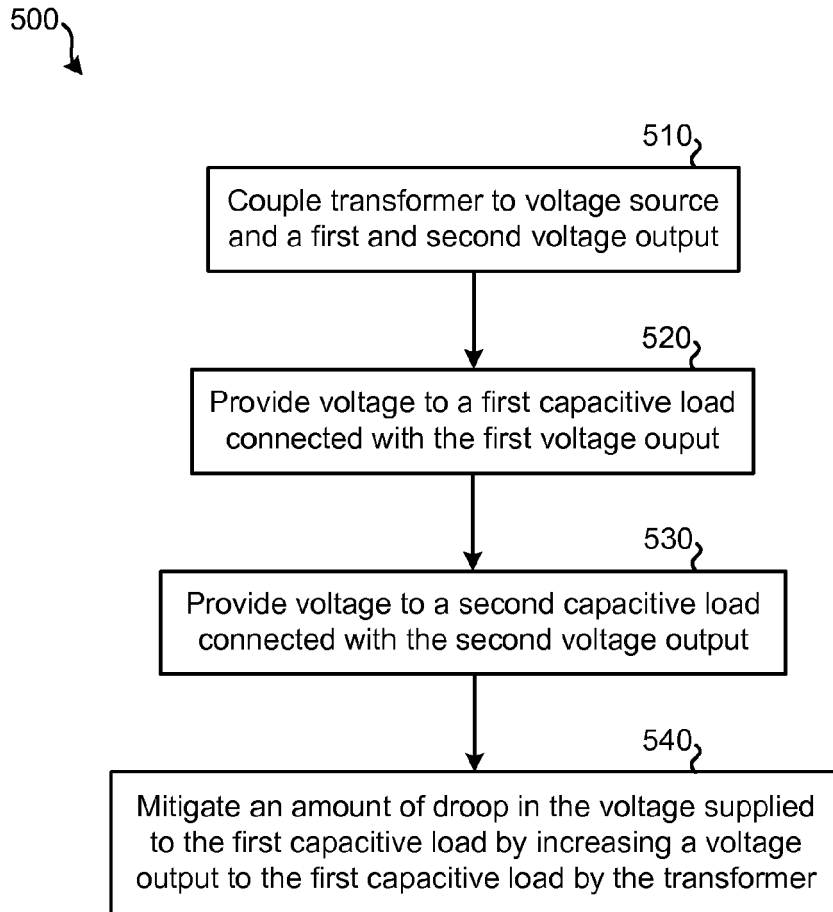 500
510
Couple transformer to voltage source
and a first and second voltage output
520
Provide voltage to a first capacitive load
connected with the first voltage ouput
530
Provide voltage to a second capacitive load
connected with the second voltage output
540
Mitigate an amount of droop in the voltage supplied
to the first capacitive load by increasing a voltage
output to the first capacitive load by the transformer